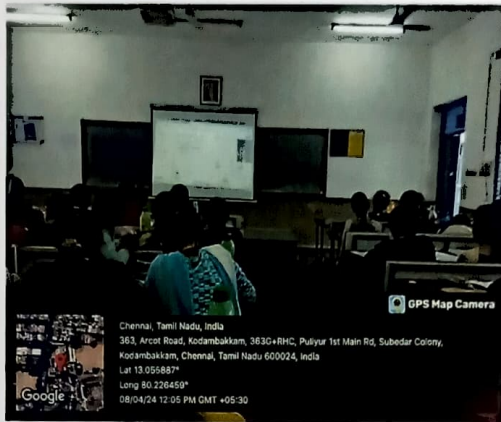 GPS Map Camera
Chennai, Tamil Nadu, India
363, Arcot Road, Kodambakkam, 363G+RHC, Puliyur 1st Main Rd, Subedar Colony,
Kodambakkam, Chennai, Tamil Nadu 600024, India
Lat 13.055887°
Long 80.226459°
08/04/24 12:05 PM GMT +05:30
Google